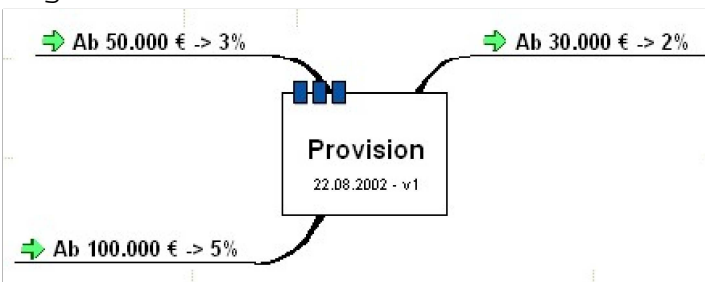 Ab 50.000 € -> 3%
Ab 30.000 € -> 2%
Provision
22.08.2002 - v1
Ab 100.000 € -> 5%